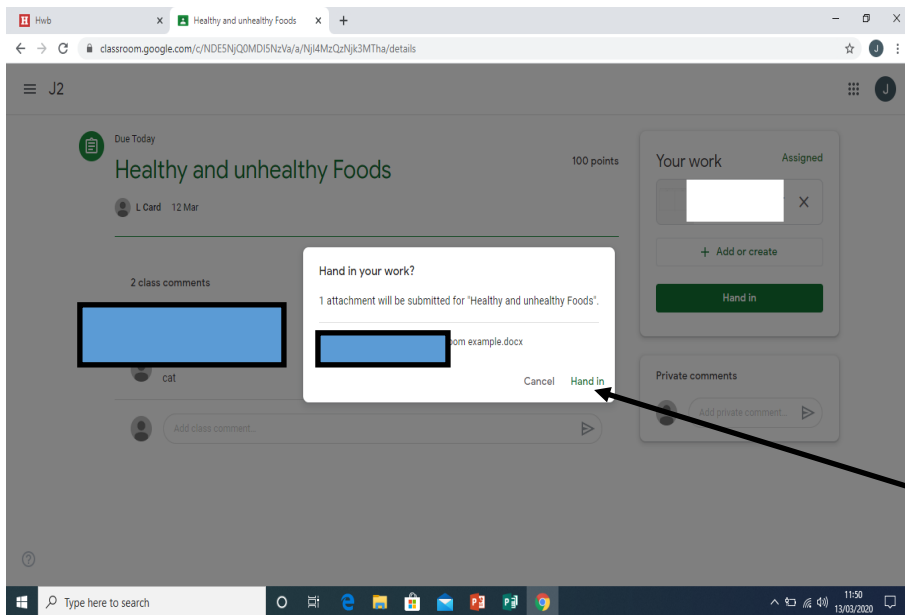 Hwb
Healthy and unhealthy Foods
classroom.google.com/c/NDE5NjQ0MDI5NzVa/a/NjI4MzQzNjk3MTha/details
J
J2
J
Due Today
Healthy and unhealthy Foods
100 points
L Card 12 Mar
2 class comments
cat
Add class comment...
Your work
Assigned
+ Add or create
Hand in
Private comments
Add private comment...
Hand in your work?
1 attachment will be submitted for "Healthy and unhealthy Foods".
example.docx
Cancel
Hand in
Type here to search
11:50
13/03/2020